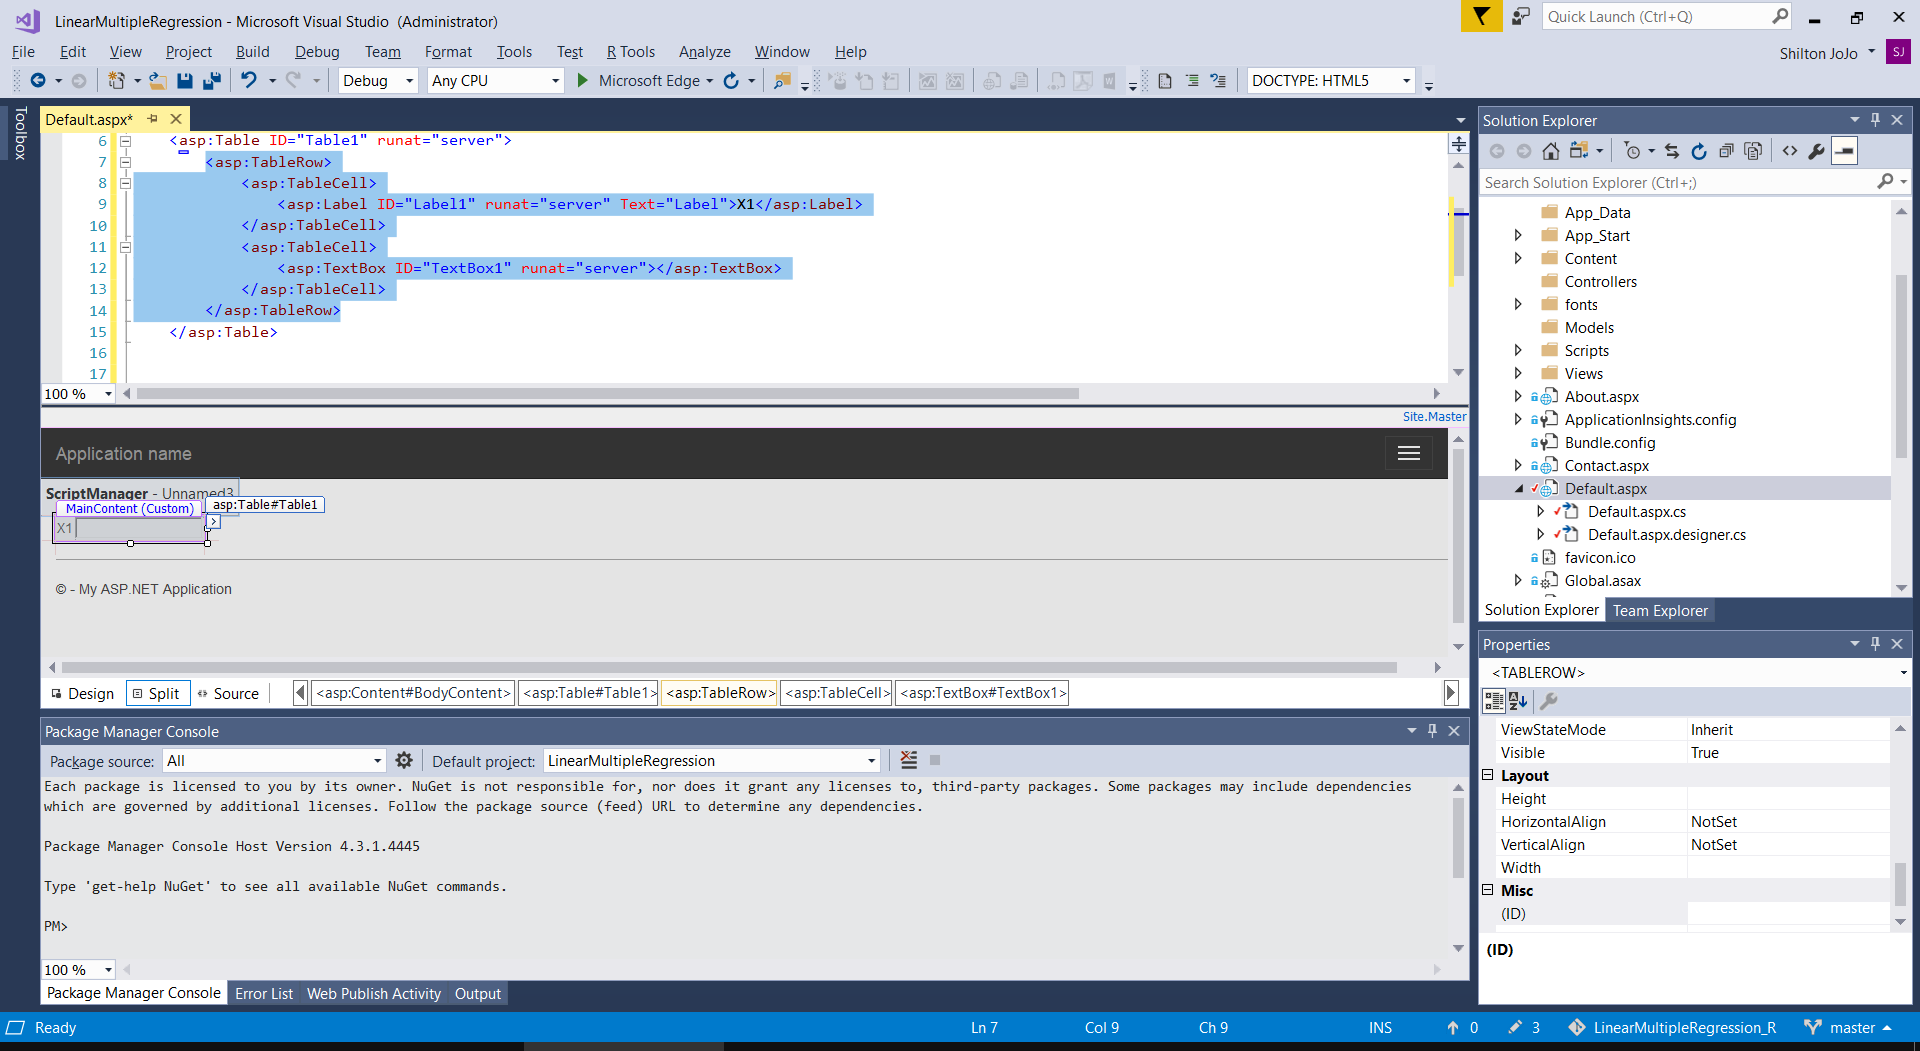 LinearMultipleRegression - Microsoft Visual Studio  (Administrator)
Quick Launch (Ctrl+Q)
File Edit View Project Build Debug Team Format Tools Test R Tools Analyze Window Help
Shilton JoJo SJ
Debug Any CPU Microsoft Edge DOCTYPE: HTML5
Toolbox
Default.aspx*
6 <asp:Table ID="Table1" runat="server">
7 <asp:TableRow>
8 <asp:TableCell>
9 <asp:Label ID="Label1" runat="server" Text="Label">X1</asp:Label>
10 </asp:TableCell>
11 <asp:TableCell>
12 <asp:TextBox ID="TextBox1" runat="server"></asp:TextBox>
13 </asp:TableCell>
14 </asp:TableRow>
15 </asp:Table>
16
17
100 %
Site.Master
Application name
ScriptManager - Unnamed3
MainContent (Custom)
asp:Table#Table1
X1
© - My ASP.NET Application
Design Split Source <asp:Content#BodyContent> <asp:Table#Table1> <asp:TableRow> <asp:TableCell> <asp:TextBox#TextBox1>
Package Manager Console
Package source: All Default project: LinearMultipleRegression
Each package is licensed to you by its owner. NuGet is not responsible for, nor does it grant any licenses to, third-party packages. Some packages may include dependencies
which are governed by additional licenses. Follow the package source (feed) URL to determine any dependencies.
Package Manager Console Host Version 4.3.1.4445
Type 'get-help NuGet' to see all available NuGet commands.
PM>
100 %
Package Manager Console Error List Web Publish Activity Output
Solution Explorer
Search Solution Explorer (Ctrl+;)
App_Data
App_Start
Content
Controllers
fonts
Models
Scripts
Views
About.aspx
ApplicationInsights.config
Bundle.config
Contact.aspx
Default.aspx
Default.aspx.cs
Default.aspx.designer.cs
favicon.ico
Global.asax
Solution Explorer Team Explorer
Properties
<TABLEROW>
ViewStateMode Inherit
Visible True
Layout
Height
HorizontalAlign NotSet
VerticalAlign NotSet
Width
Misc
(ID)
(ID)
Ready Ln 7 Col 9 Ch 9 INS 0 3 LinearMultipleRegression_R master